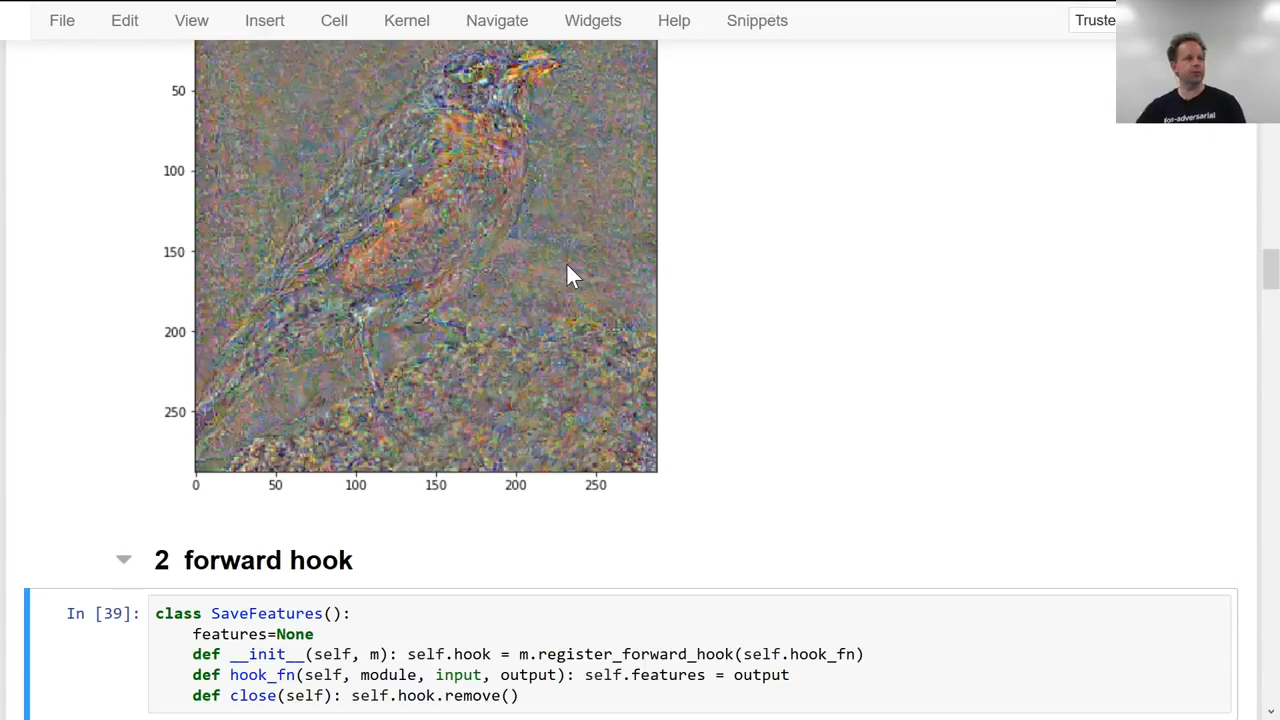 File Edit View Insert Cell Kernel Navigate Widgets Help Snippets Truste
50
100
150
200
250
0 50 100 150 200 250
2 forward hook
In [39]: class SaveFeatures():
features=None
def __init__(self, m): self.hook = m.register_forward_hook(self.hook_fn)
def hook_fn(self, module, input, output): self.features = output
def close(self): self.hook.remove()